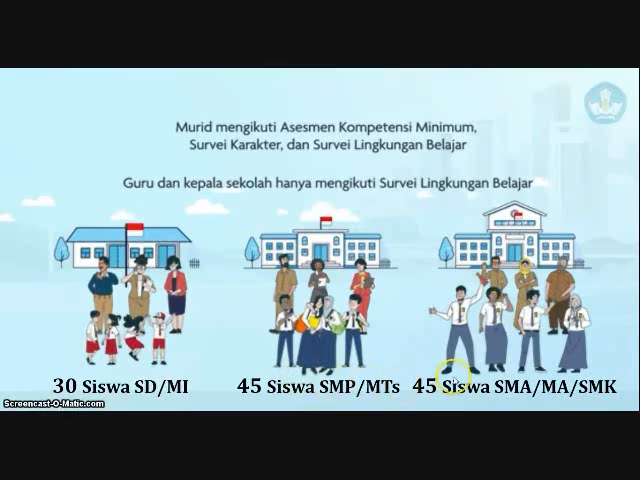 Murid mengikuti Asesmen Kompetensi Minimum,
Survei Karakter, dan Survei Lingkungan Belajar
Guru dan kepala sekolah hanya mengikuti Survei Lingkungan Belajar
30 Siswa SD/MI
45 Siswa SMP/MTs
45 Siswa SMA/MA/SMK
Screencast-O-Matic.com